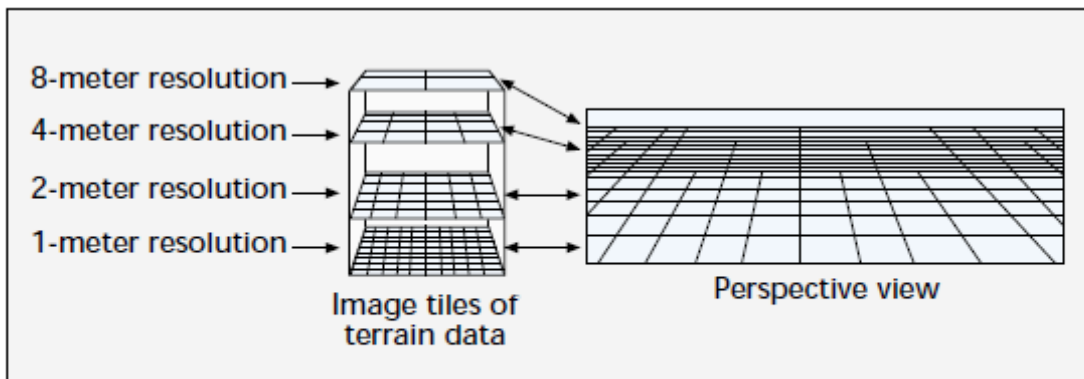 8-meter resolution
4-meter resolution
2-meter resolution
1-meter resolution
Image tiles of
terrain data
Perspective view